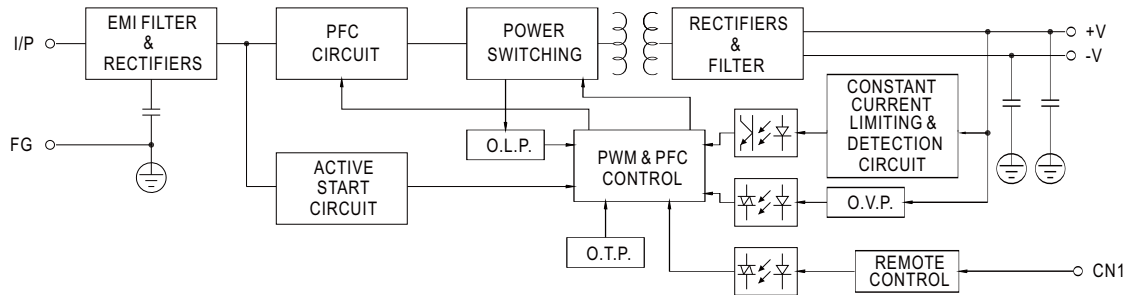 I/P
EMI FILTER
&
RECTIFIERS
PFC
CIRCUIT
POWER
SWITCHING
RECTIFIERS
&
FILTER
+V
-V
FG
O.L.P.
PWM & PFC
CONTROL
CONSTANT
CURRENT
LIMITING &
DETECTION
CIRCUIT
ACTIVE
START
CIRCUIT
O.V.P.
O.T.P.
REMOTE
CONTROL
CN1